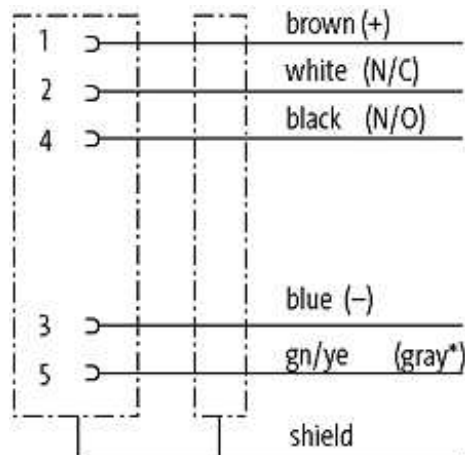 1 brown (+)
2 white (N/C)
4 black (N/O)
3 blue (–)
5 gn/ye (gray*)
shield